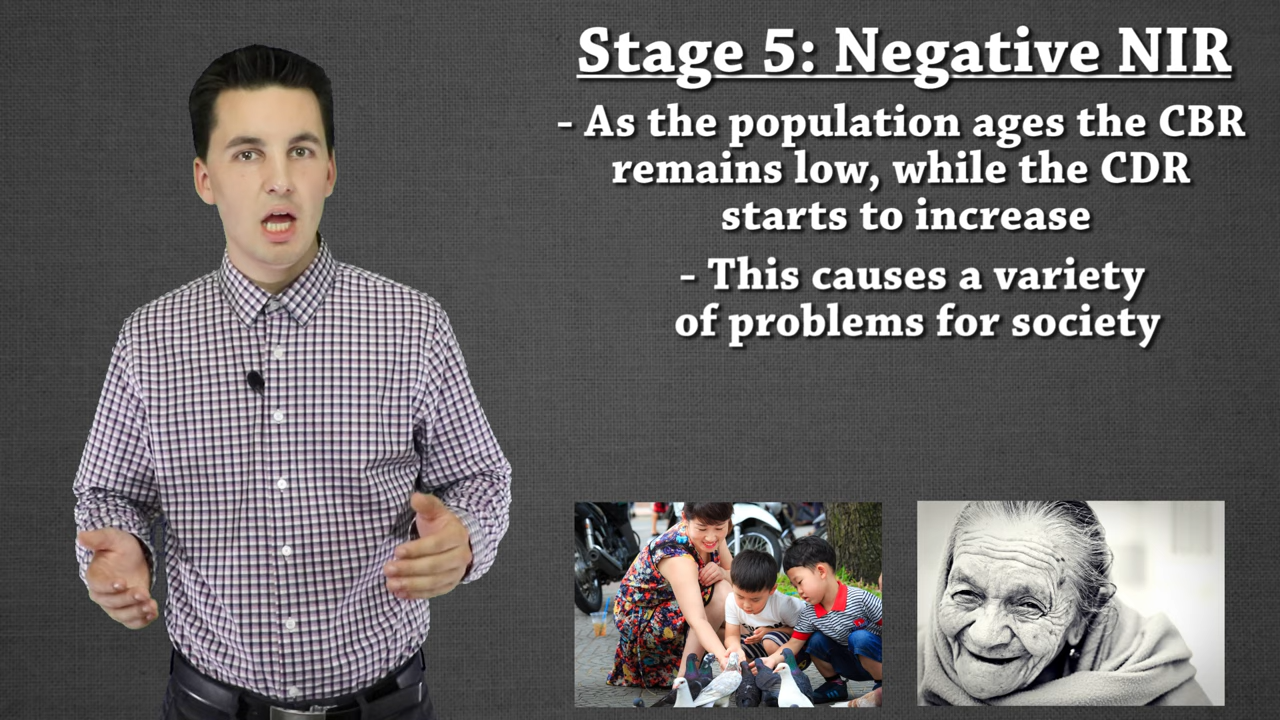 Stage 5: Negative NIR
- As the population ages the CBR
remains low, while the CDR
starts to increase
- This causes a variety
of problems for society